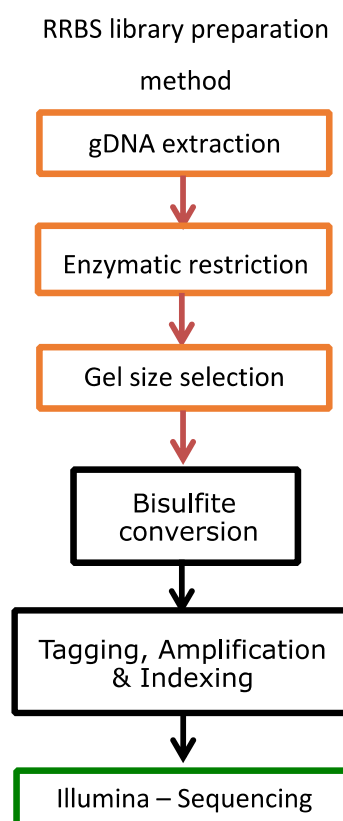 RRBS library preparation
method
gDNA extraction
Enzymatic restriction
Gel size selection
Bisulfite
conversion
Tagging, Amplification
& Indexing
Illumina – Sequencing